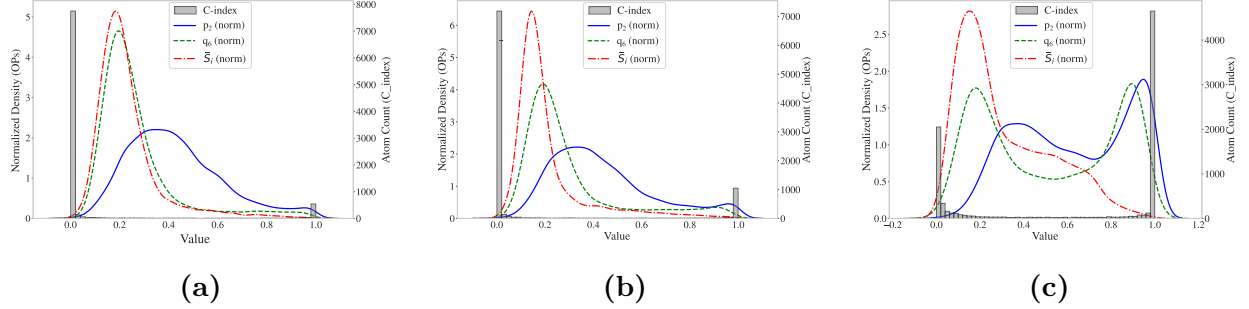 Normalized Density (OPs)
5
4
3
2
1
0
C-index
p₂ (norm)
q₆ (norm)
S̄ᵢ (norm)
8000
7000
6000
5000
4000
3000
2000
1000
0
Atom Count (C_index)
0.0 0.2 0.4 0.6 0.8 1.0
Value
(a)
Normalized Density (OPs)
6
5
4
3
2
1
0
C-index
p₂ (norm)
q₆ (norm)
S̄ᵢ (norm)
7000
6000
5000
4000
3000
2000
1000
0
Atom Count (C_index)
0.0 0.2 0.4 0.6 0.8 1.0
Value
(b)
Normalized Density (OPs)
2.5
2.0
1.5
1.0
0.5
0.0
C-index
p₂ (norm)
q₆ (norm)
S̄ᵢ (norm)
4000
3000
2000
1000
0
Atom Count (C_index)
−0.2 0.0 0.2 0.4 0.6 0.8 1.0 1.2
Value
(c)